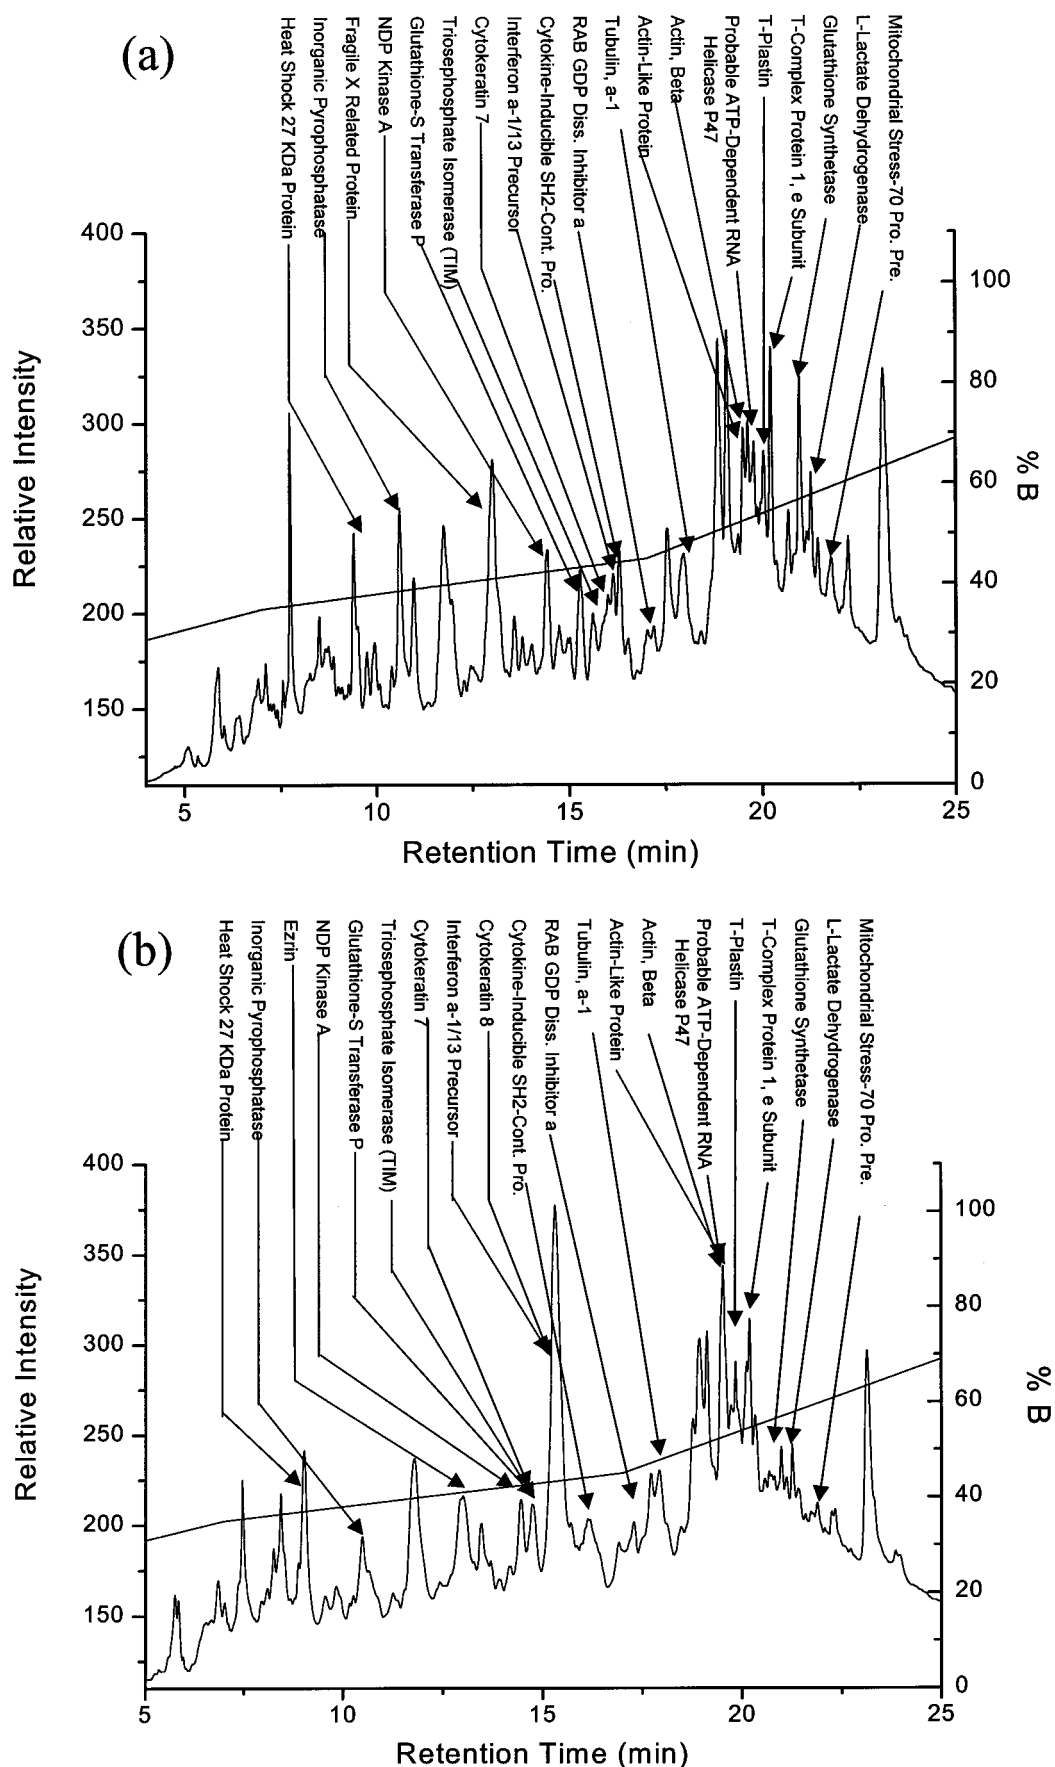 (a)
Heat Shock 27 KDa Protein
Inorganic Pyrophosphatase
Fragile X Related Protein
NDP Kinase A
Glutathione-S Transferase P
Triosephosphate Isomerase (TIM)
Cytokeratin 7
Interferon a-1/13 Precursor
Cytokine-Inducible SH2-Cont. Pro.
RAB GDP Diss. Inhibitor a
Tubulin, a-1
Actin-Like Protein
Actin, Beta
Probable ATP-Dependent RNA
Helicase P47
T-Plastin
T-Complex Protein 1, e Subunit
Glutathione Synthetase
L-Lactate Dehydrogenase
Mitochondrial Stress-70 Pro. Pre.
Relative Intensity
400
350
300
250
200
150
100
80
60
40
20
0
% B
5
10
15
20
25
Retention Time (min)
(b)
Heat Shock 27 KDa Protein
Inorganic Pyrophosphatase
Ezrin
NDP Kinase A
Glutathione-S Transferase P
Triosephosphate Isomerase (TIM)
Cytokeratin 7
Interferon a-1/13 Precursor
Cytokeratin 8
Cytokine-Inducible SH2-Cont. Pro.
RAB GDP Diss. Inhibitor a
Tubulin, a-1
Actin-Like Protein
Actin, Beta
Probable ATP-Dependent RNA
Helicase P47
T-Plastin
T-Complex Protein 1, e Subunit
Glutathione Synthetase
L-Lactate Dehydrogenase
Mitochondrial Stress-70 Pro. Pre.
Relative Intensity
400
350
300
250
200
150
100
80
60
40
20
0
% B
5
10
15
20
25
Retention Time (min)